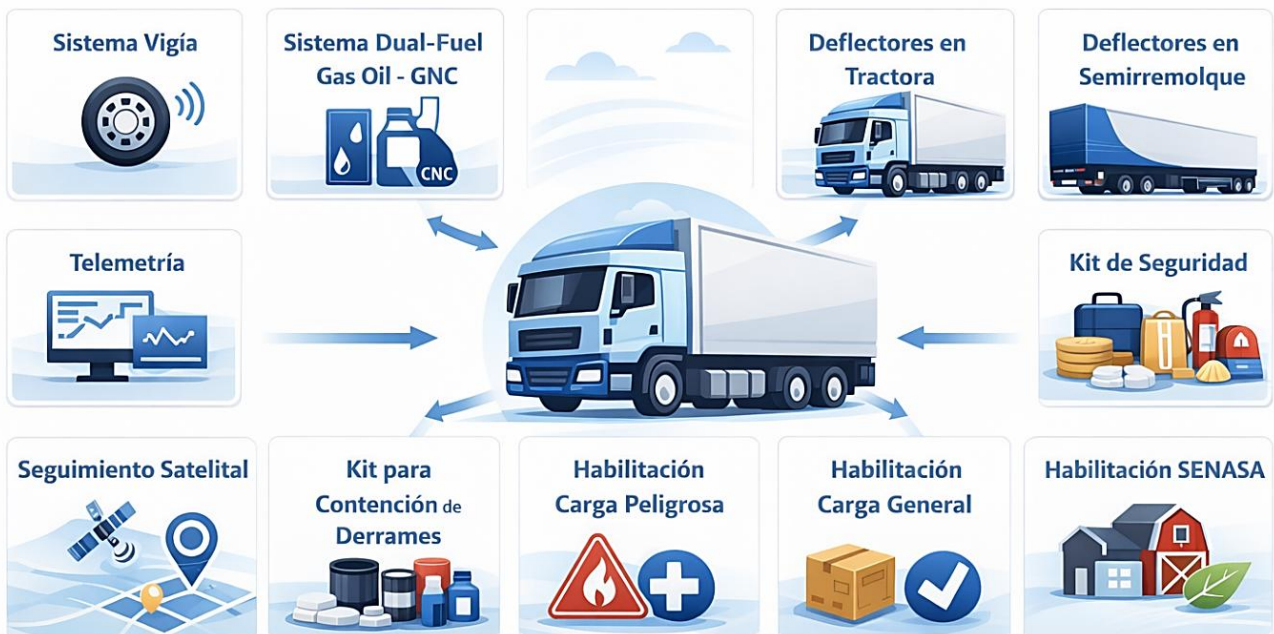 Sistema Vigía
Sistema Dual-Fuel
Gas Oil - GNC
CNC
Deflectores en
Tractora
Deflectores en
Semirremolque
Telemetría
Kit de Seguridad
Seguimiento Satelital
Kit para
Contención de
Derrames
Habilitación
Carga Peligrosa
Habilitación
Carga General
Habilitación SENASA